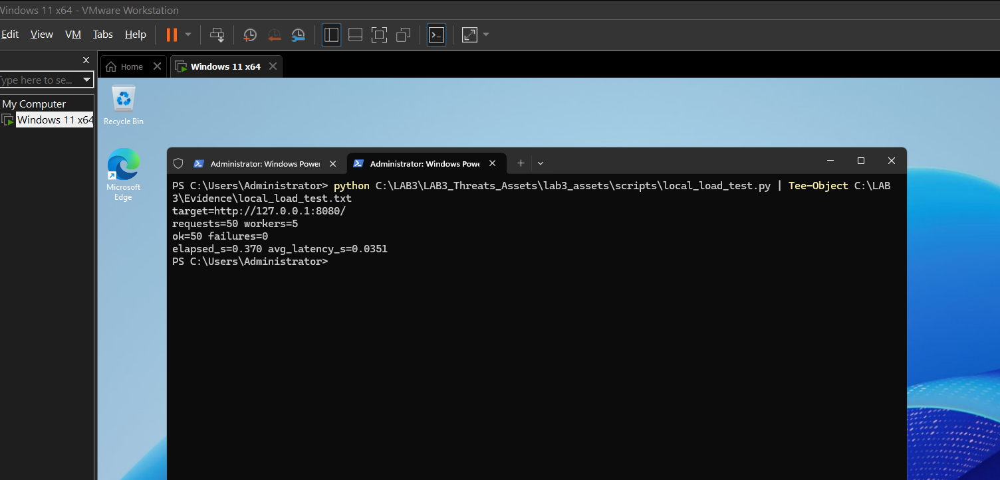 Windows 11 x64 - VMware Workstation
Edit View VM Tabs Help
Type here to se...
My Computer
Windows 11 x64
Home
Windows 11 x64
Recycle Bin
Microsoft
Edge
Administrator: Windows Power
Administrator: Windows Powe
PS C:\Users\Administrator> python C:\LAB3\LAB3_Threats_Assets\lab3_assets\scripts\local_load_test.py | Tee-Object C:\LAB
3\Evidence\local_load_test.txt
target=http://127.0.0.1:8080/
requests=50 workers=5
ok=50 failures=0
elapsed_s=0.370 avg_latency_s=0.0351
PS C:\Users\Administrator>